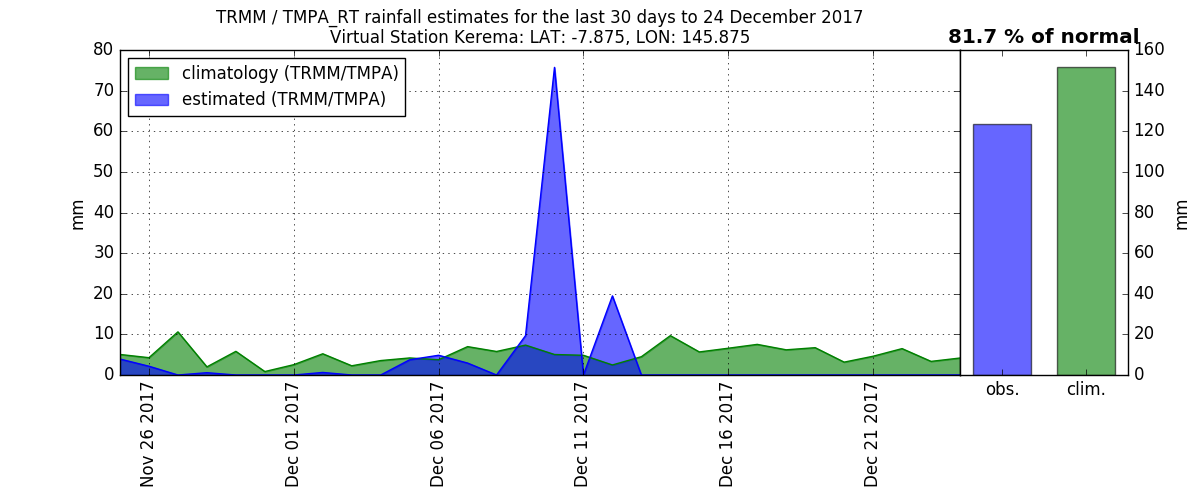 TRMM / TMPA_RT rainfall estimates for the last 30 days to 24 December 2017
Virtual Station Kerema: LAT: -7.875, LON: 145.875
81.7 % of normal
climatology (TRMM/TMPA)
estimated (TRMM/TMPA)
mm
80
70
60
50
40
30
20
10
0
Nov 26 2017
Dec 01 2017
Dec 06 2017
Dec 11 2017
Dec 16 2017
Dec 21 2017
obs.
clim.
160
140
120
100
80
60
40
20
0
mm